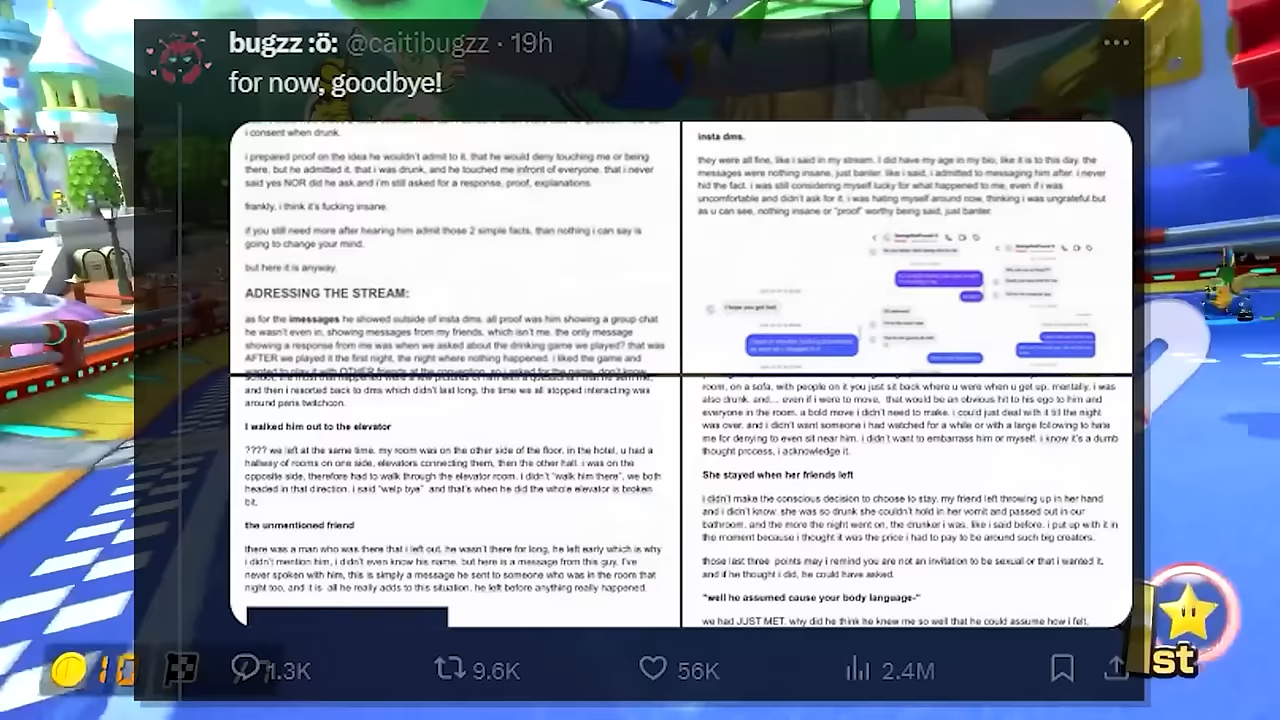 bugzz :ö: @caitibugzz · 19h
for now, goodbye!
i consent when drunk.
i prepared proof on the idea he wouldn't admit to it, that he would deny touching me or being
there, but he admitted it, that i was drunk, and he touched me infront of everyone. that i never
said yes NOR did he ask.and i'm still asked for a response, proof, explanations.
frankly, i think it's fucking insane.
if you still need more after hearing him admit those 2 simple facts, than nothing i can say is
going to change your mind.
but here it is anyway.
ADRESSING THE STREAM:
as for the imessages he showed outside of insta dms. all proof was him showing a group chat
he wasn't even in, showing messages from my friends, which isn't me. the only message
showing a response from me was when we asked about the drinking game we played? that was
AFTER we played it the first night, the night where nothing happened. i liked the game and
wanted to play it with OTHER friends at the convention, so i asked for the name. don't know
insta dms.
they were all fine, like i said in my stream. I did have my age in my bio, like it is to this day. the
messages were nothing insane, just banter. like i said, i admitted to messaging him after. i never
hid the fact. i was still considering myself lucky for what happened to me, even if i was
uncomfortable and didn't ask for it. i was hating myself around now, thinking i was ungrateful.but
as u can see, nothing insane or "proof" worthy being said, just banter.
I hope you got hat
and then i resorted back to dms which didn't last long, the time we all stopped interacting was
around paris twitchcon.
I walked him out to the elevator
???? we left at the same time. my room was on the other side of the floor. in the hotel, u had a
hallway of rooms on one side, elevators connecting them, then the other hall. i was on the
opposite side, therefore had to walk through the elevator room. i didn't "walk him there", we both
headed in that direction. i said "welp bye" and that's when he did the whole elevator is broken
bit.
the unmentioned friend
there was a man who was there that i left out. he wasn't there for long, he left early which is why
i didn't mention him, i didn't even know his name. but here is a message from this guy, I've
never spoken with him, this is simply a message he sent to someone who was in the room that
night too, and it is all he really adds to this situation. he left before anything really happened.
room, on a sofa, with people on it you just sit back where u were when u get up. mentally, i was
also drunk. and... even if i were to move, that would be an obvious hit to his ego to him and
everyone in the room. a bold move i didn't need to make. i could just deal with it till the night
was over. and i didn't want someone i had watched for a while or with a large following to hate
me for denying to even sit near him. i didn't want to embarrass him or myself. i know it's a dumb
thought process, i acknowledge it.
She stayed when her friends left
i didn't make the conscious decision to choose to stay. my friend left throwing up in her hand
and i didn't know. she was so drunk she couldn't hold in her vomit and passed out in our
bathroom. and the more the night went on, the drunker i was. like i said before, i put up with it in
the moment because i thought it was the price i had to pay to be around such big creators.
those last three points may i remind you are not an invitation to be sexual or that i wanted it.
and if he thought i did, he could have asked.
"well he assumed cause your body language-"
we had JUST MET. why did he think he knew me so well that he could assume how i felt,
1.3K 9.6K 56K 2.4M
10
1st